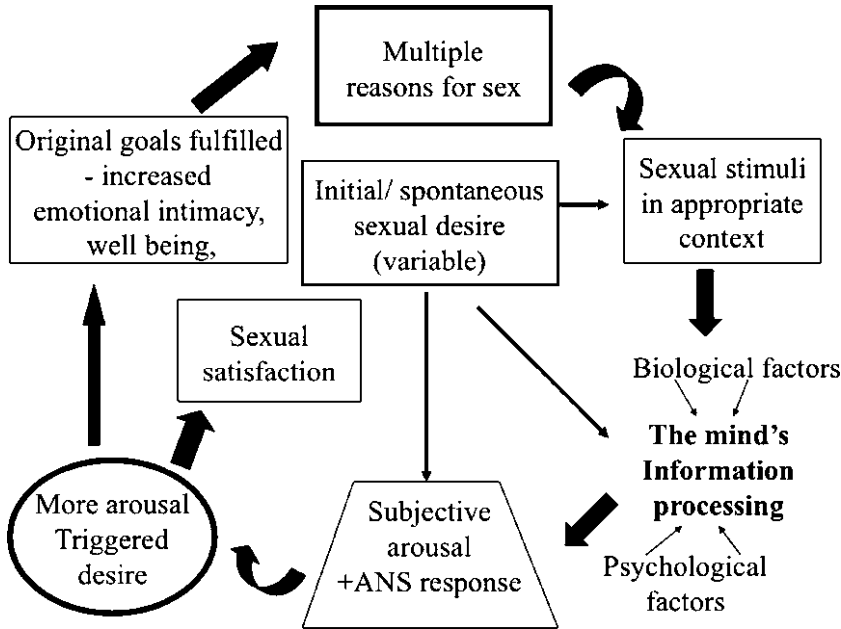 Multiple
reasons for sex
Original goals fulfilled
- increased
emotional intimacy,
well being,
Initial/ spontaneous
sexual desire
(variable)
Sexual stimuli
in appropriate
context
Sexual
satisfaction
Biological factors
The mind’s
Information
processing
Psychological
factors
Subjective
arousal
+ANS response
More arousal
Triggered
desire